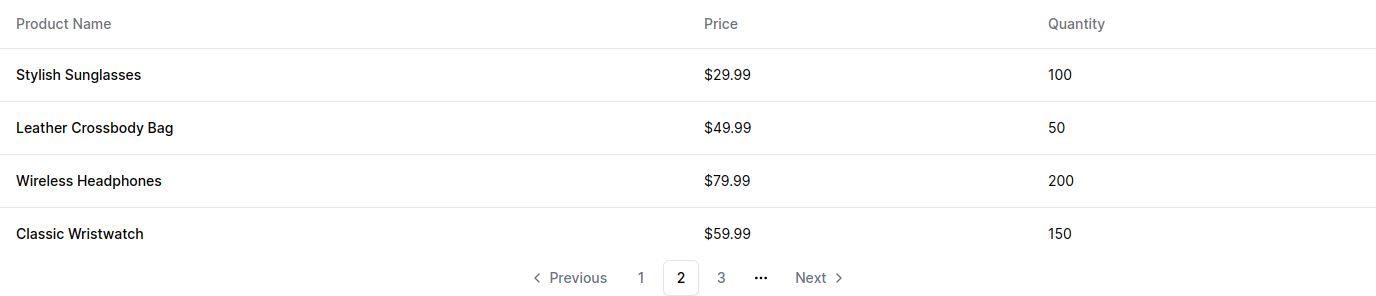 Product Name Price Quantity
Stylish Sunglasses $29.99 100
Leather Crossbody Bag $49.99 50
Wireless Headphones $79.99 200
Classic Wristwatch $59.99 150
Previous 1 2 3 ... Next